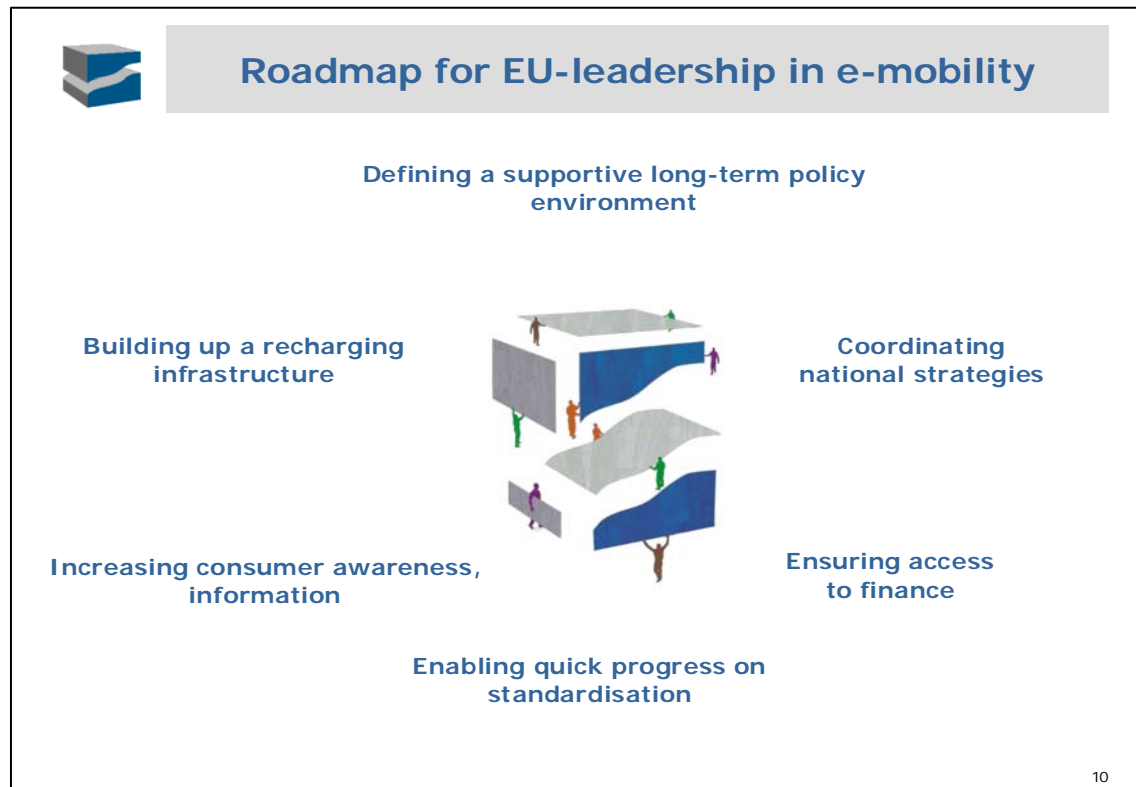 Roadmap for EU-leadership in e-mobility
Defining a supportive long-term policy
environment
Building up a recharging
infrastructure
Coordinating
national strategies
Increasing consumer awareness,
information
Ensuring access
to finance
Enabling quick progress on
standardisation
10